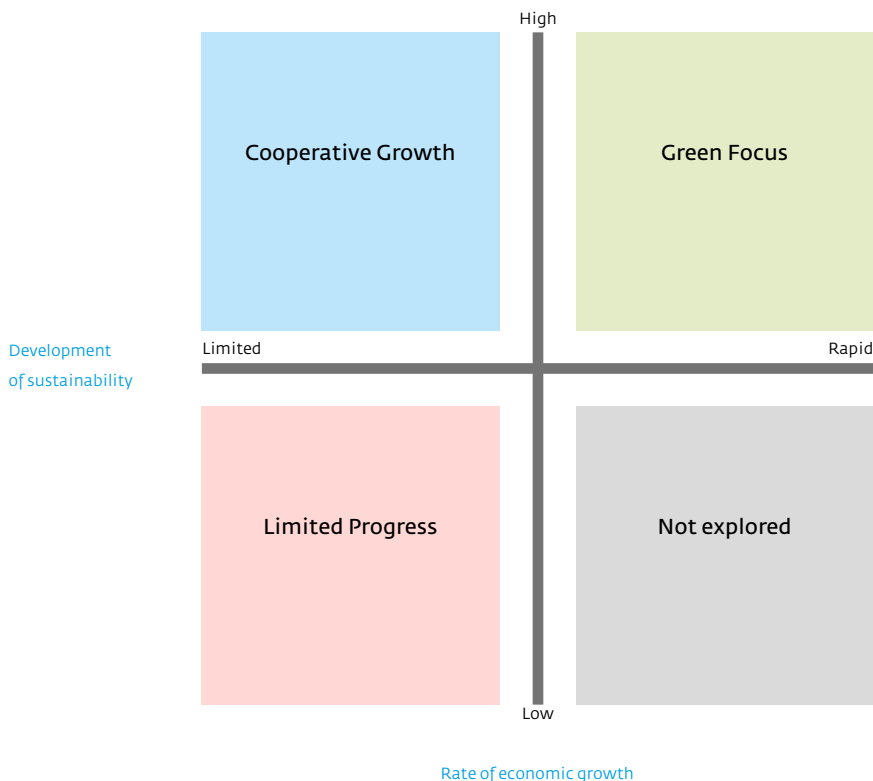 High
Cooperative Growth
Green Focus
Development
of sustainability
Limited
Rapid
Limited Progress
Not explored
Low
Rate of economic growth